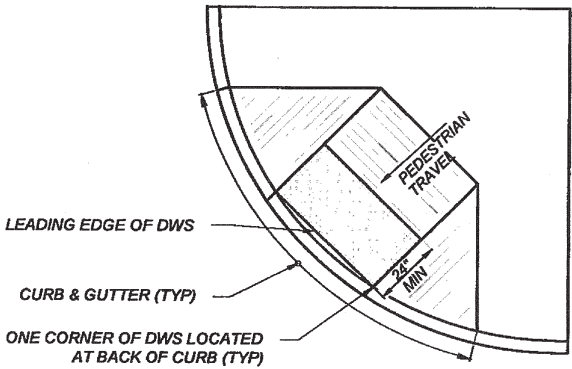 PEDESTRIAN
TRAVEL
LEADING EDGE OF DWS
24"
MIN
CURB & GUTTER (TYP)
ONE CORNER OF DWS LOCATED
AT BACK OF CURB (TYP)